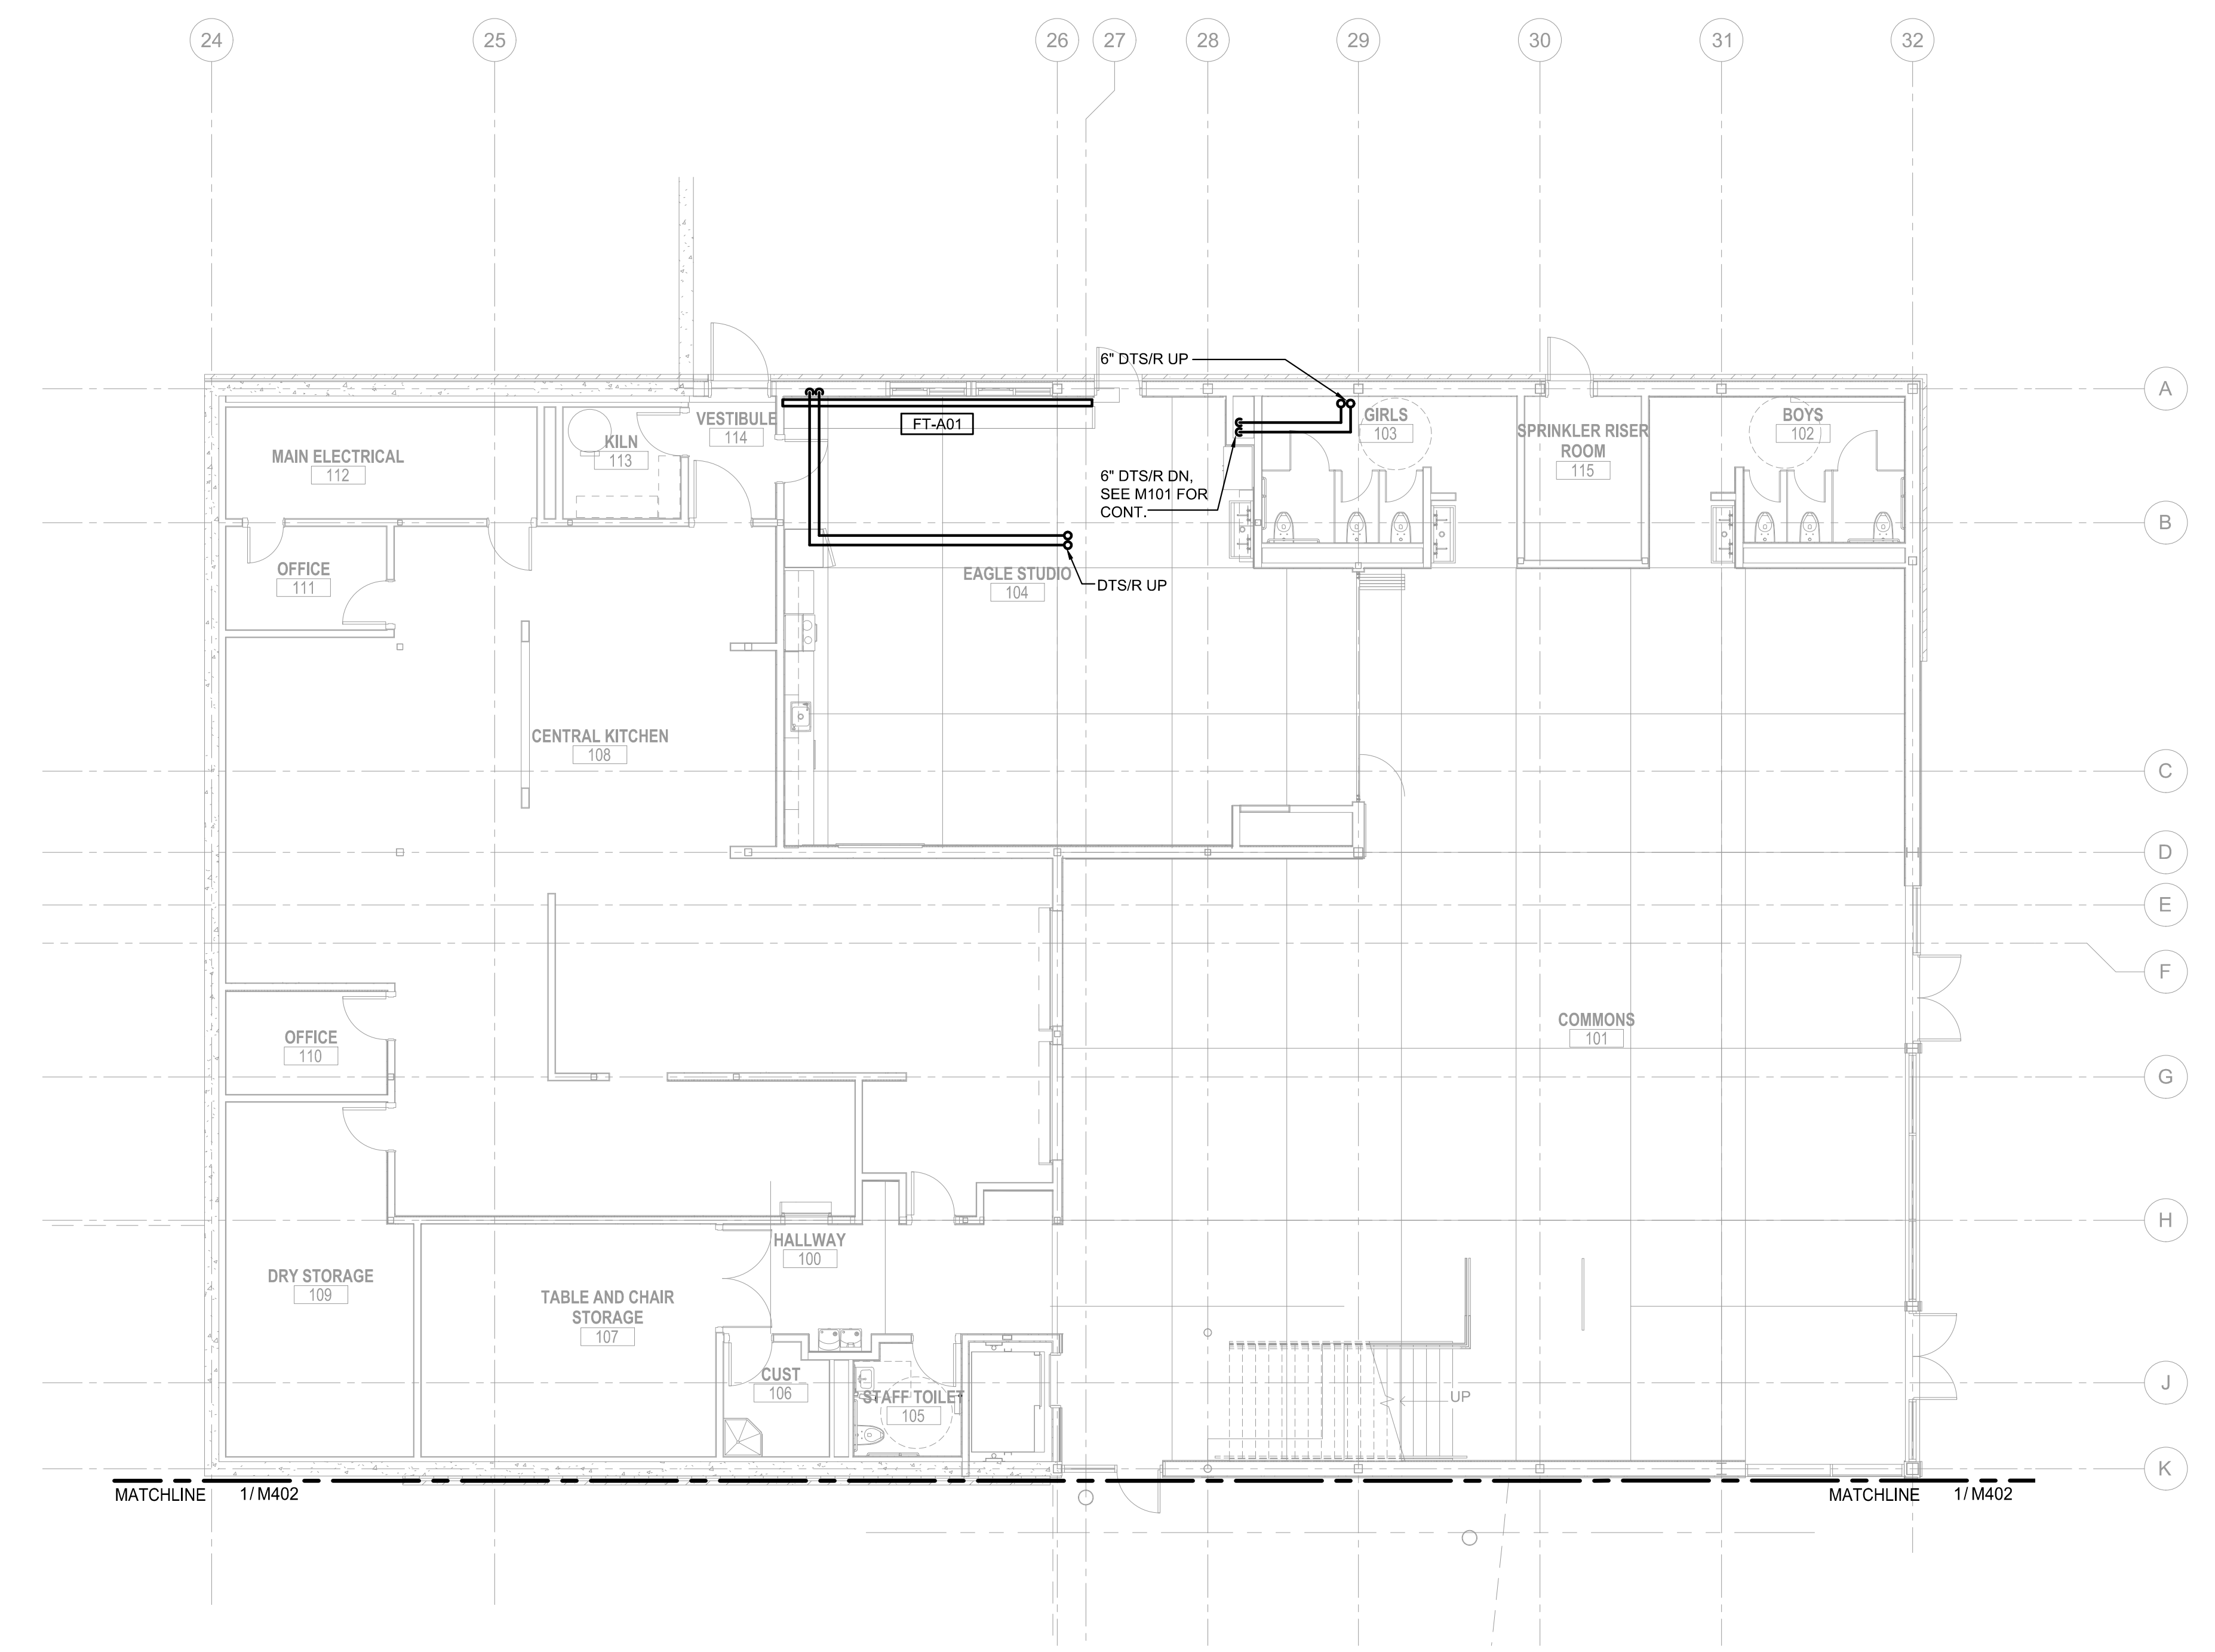 24
25
26
27
28
29
30
31
32
6" DTS/R UP
A
VESTIBULE
114
FT-A01
GIRLS
103
BOYS
102
KILN
113
SPRINKLER RISER
ROOM
115
MAIN ELECTRICAL
112
6" DTS/R DN,
SEE M101 FOR
CONT.
B
OFFICE
111
EAGLE STUDIO
104
DTS/R UP
CENTRAL KITCHEN
108
C
D
E
F
COMMONS
101
OFFICE
110
G
H
HALLWAY
100
DRY STORAGE
109
TABLE AND CHAIR
STORAGE
107
CUST
106
STAFF TOILET
105
UP
J
K
MATCHLINE 1/ M402
MATCHLINE 1/ M402